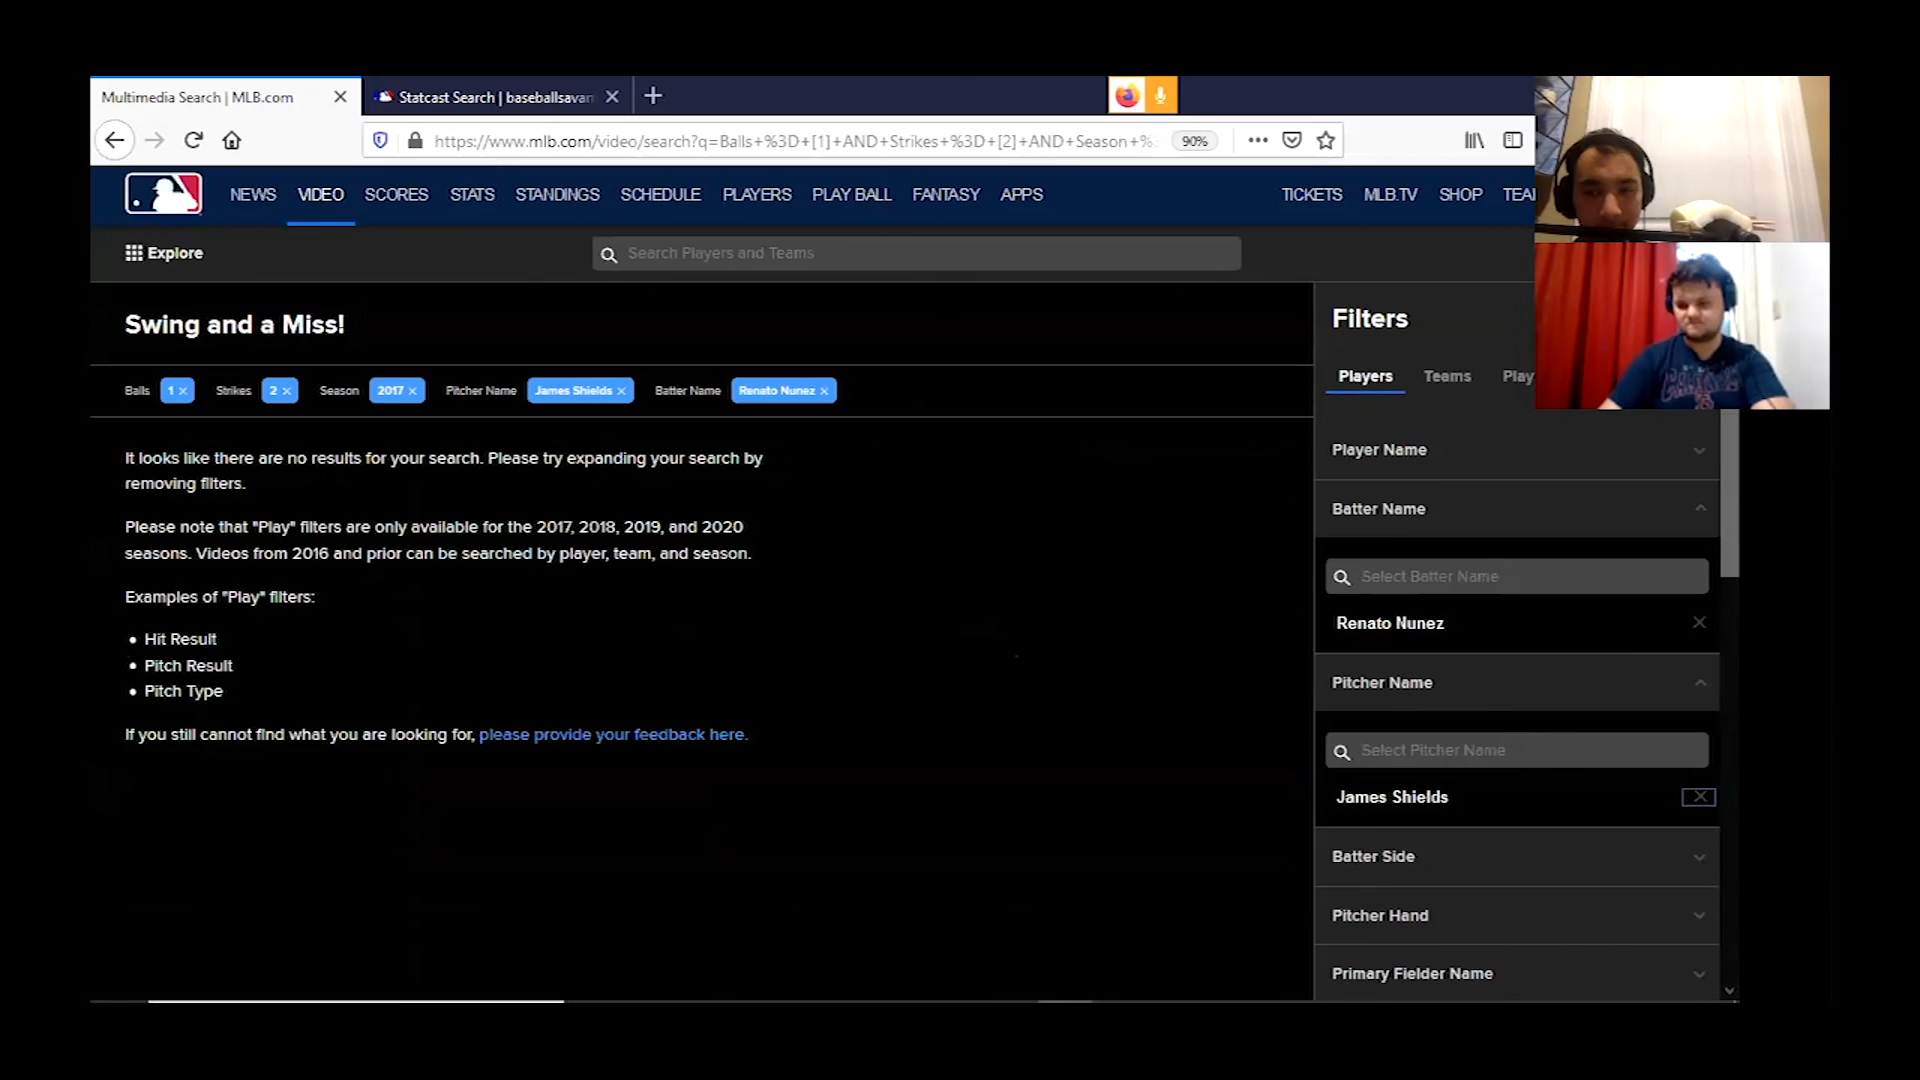 Multimedia Search | MLB.com
Statcast Search | baseballsavan
https://www.mlb.com/video/search?q=Balls+%3D+[1]+AND+Strikes+%3D+[2]+AND+Season+%
90%
NEWS VIDEO SCORES STATS STANDINGS SCHEDULE PLAYERS PLAY BALL FANTASY APPS TICKETS MLB.TV SHOP TEA
Explore
Search Players and Teams
Swing and a Miss!
Balls 1 × Strikes 2 × Season 2017 × Pitcher Name James Shields × Batter Name Renato Nunez ×
It looks like there are no results for your search. Please try expanding your search by
removing filters.
Please note that "Play" filters are only available for the 2017, 2018, 2019, and 2020
seasons. Videos from 2016 and prior can be searched by player, team, and season.
Examples of "Play" filters:
• Hit Result
• Pitch Result
• Pitch Type
If you still cannot find what you are looking for, please provide your feedback here.
Filters
Players Teams Play
Player Name
Batter Name
Select Batter Name
Renato Nunez
Pitcher Name
Select Pitcher Name
James Shields
Batter Side
Pitcher Hand
Primary Fielder Name